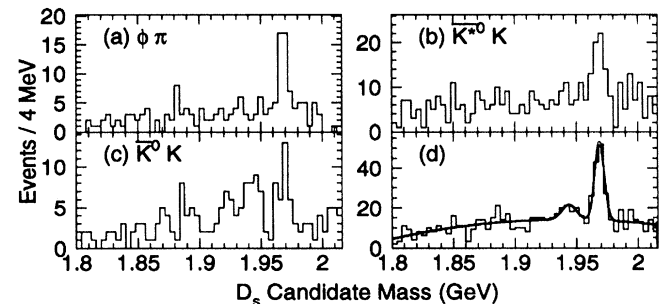 20
15
10
5
0
(a) ϕ π
20
10
0
(b) K̅*⁰ K
10
5
0
(c) K̅⁰ K
40
20
0
(d)
Events / 4 MeV
1.8 1.85 1.9 1.95 2
1.8 1.85 1.9 1.95 2
Dₛ Candidate Mass (GeV)